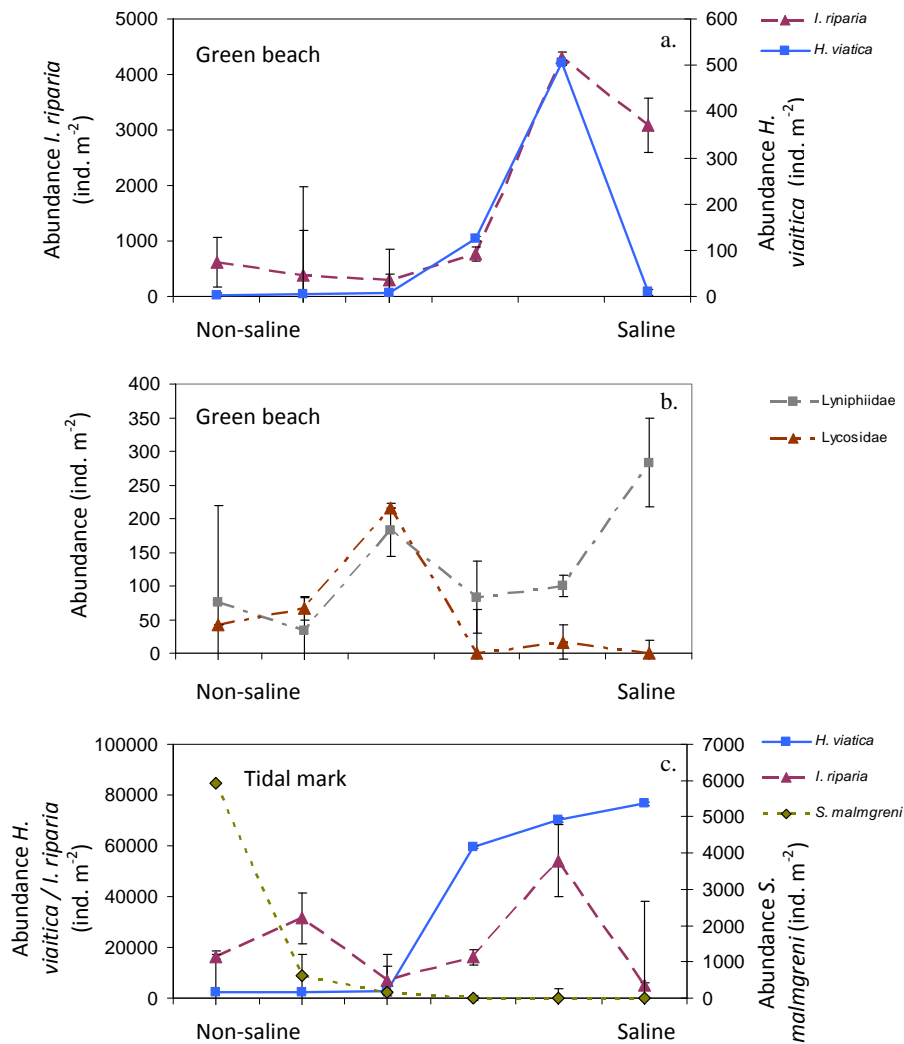 a.
Green beach
I. riparia
H. viatica
5000
4000
3000
2000
1000
0
600
500
400
300
200
100
0
Abundance I. riparia
(ind. m-2)
Abundance H.
viaitica (ind. m-2)
Non-saline
Saline
b.
Green beach
Lyniphiidae
Lycosidae
400
350
300
250
200
150
100
50
0
Abundance (ind. m-2)
Non-saline
Saline
c.
Tidal mark
H. viatica
I. riparia
S. malmgreni
100000
80000
60000
40000
20000
0
7000
6000
5000
4000
3000
2000
1000
0
Abundance H.
viaitica / I. riparia
(ind. m-2)
Abundance S.
malmgreni (ind. m-2)
Non-saline
Saline